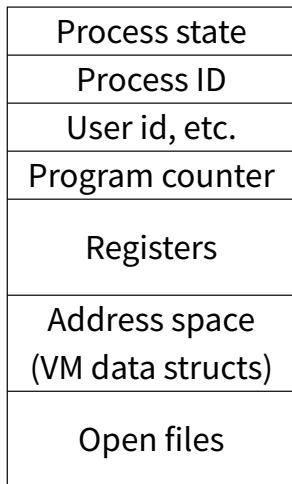 Process state
Process ID
User id, etc.
Program counter
Registers
Address space
(VM data structs)
Open files